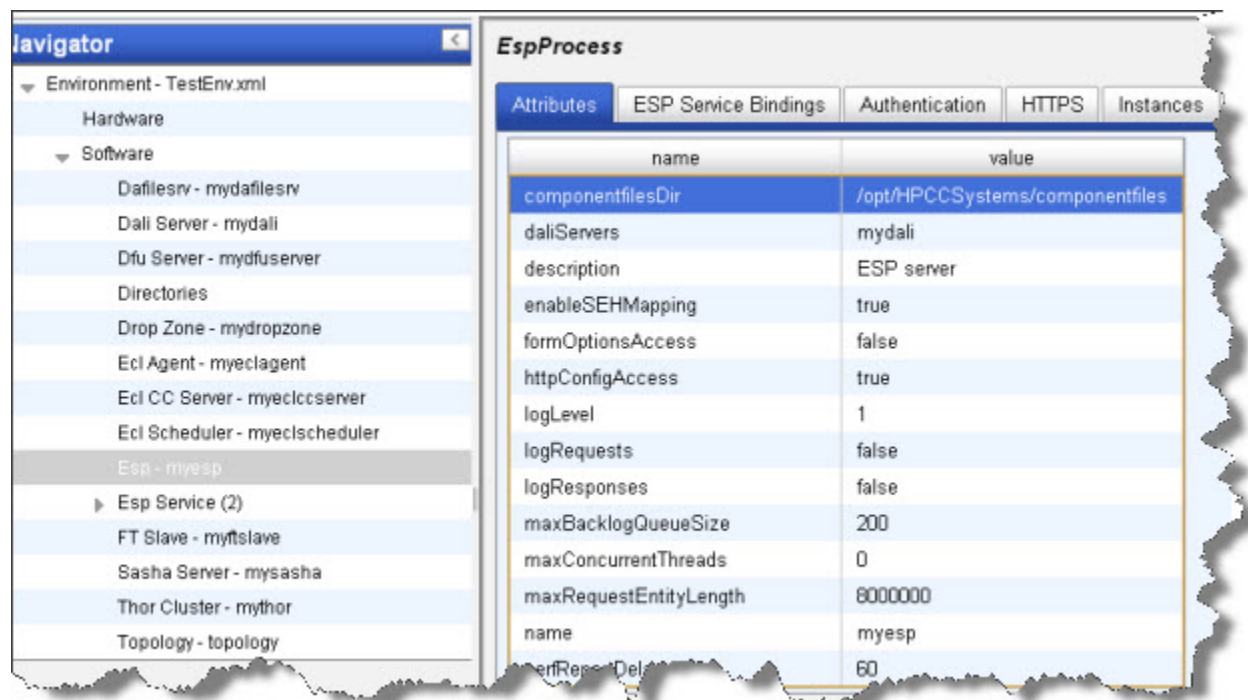 Navigator
Environment - TestEnv.xml
Hardware
Software
Dafilesrv - mydafilesrv
Dali Server - mydali
Dfu Server - mydfuserver
Directories
Drop Zone - mydropzone
Ecl Agent - myeclagent
Ecl CC Server - myeclccserver
Ecl Scheduler - myeclscheduler
Esp - myesp
Esp Service (2)
FT Slave - myftslave
Sasha Server - mysasha
Thor Cluster - mythor
Topology - topology
EspProcess
Attributes ESP Service Bindings Authentication HTTPS Instances
name value
componentfilesDir /opt/HPCCSystems/componentfiles
daliServers mydali
description ESP server
enableSEHMapping true
formOptionsAccess false
httpConfigAccess true
logLevel 1
logRequests false
logResponses false
maxBacklogQueueSize 200
maxConcurrentThreads 0
maxRequestEntityLength 8000000
name myesp
60